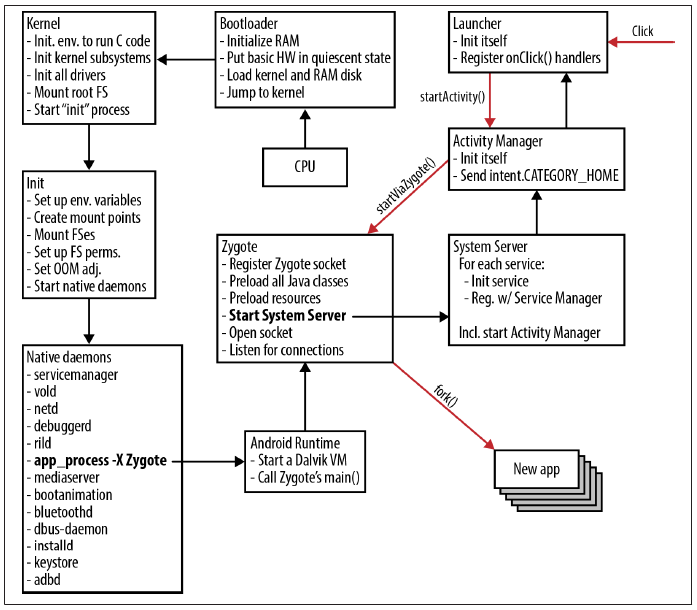 Kernel
- Init. env. to run C code
- Init kernel subsystems
- Init all drivers
- Mount root FS
- Start “init” process
Bootloader
- Initialize RAM
- Put basic HW in quiescent state
- Load kernel and RAM disk
- Jump to kernel
Launcher
- Init itself
- Register onClick() handlers
Click
startActivity()
CPU
Activity Manager
- Init itself
- Send intent.CATEGORY_HOME
startViaZygote()
Init
- Set up env. variables
- Create mount points
- Mount FSes
- Set up FS perms.
- Set OOM adj.
- Start native daemons
Zygote
- Register Zygote socket
- Preload all Java classes
- Preload resources
- Start System Server
- Open socket
- Listen for connections
System Server
For each service:
- Init service
- Reg. w/ Service Manager
Incl. start Activity Manager
Native daemons
- servicemanager
- vold
- netd
- debuggerd
- rild
- app_process -X Zygote
- mediaserver
- bootanimation
- bluetoothd
- dbus-daemon
- installd
- keystore
- adbd
Android Runtime
- Start a Dalvik VM
- Call Zygote’s main()
fork()
New app